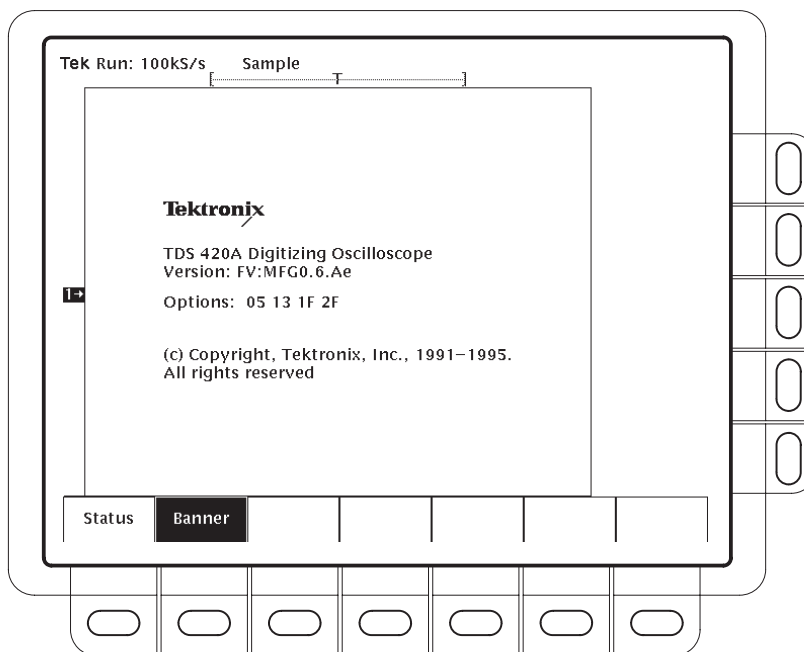 Tek Run: 100kS/s Sample
[ T ]
Tektronix
TDS 420A Digitizing Oscilloscope
Version: FV:MFG0.6.Ae
1→
Options: 05 13 1F 2F
(c) Copyright, Tektronix, Inc., 1991–1995.
All rights reserved
Status Banner